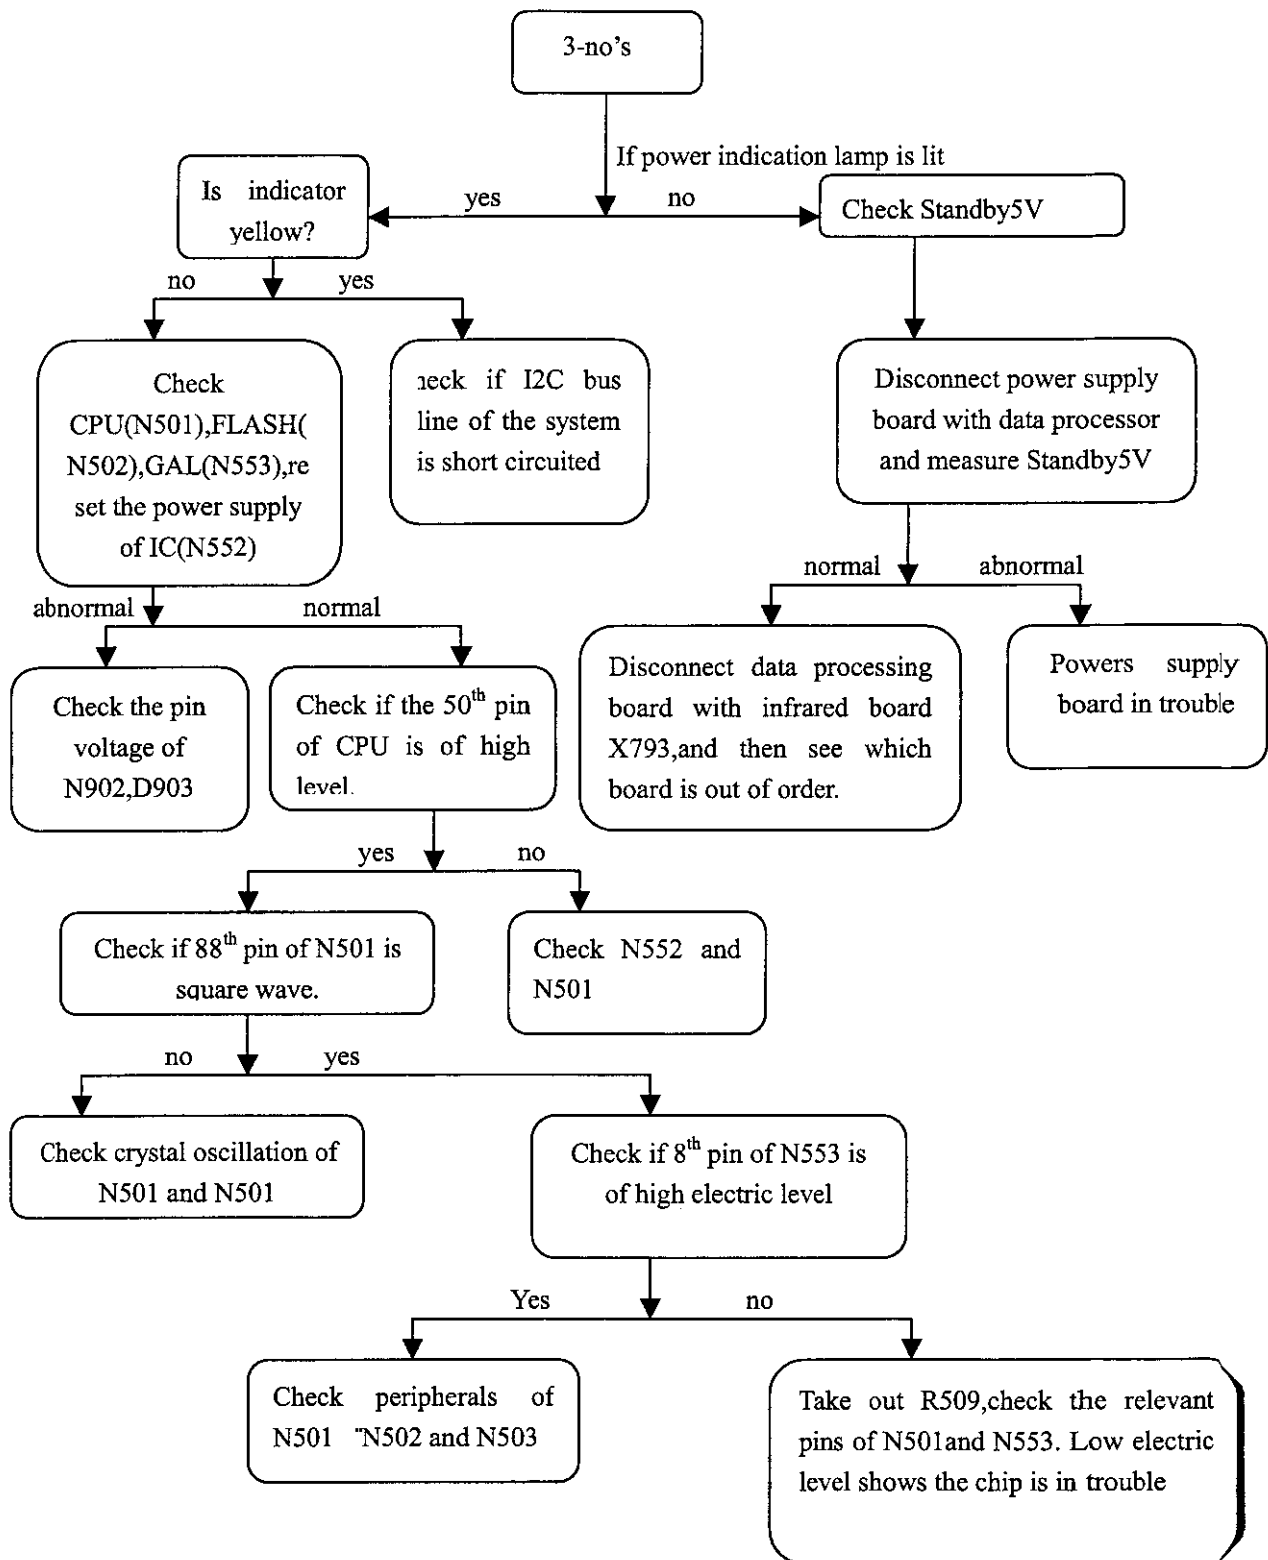 3-no's
If power indication lamp is lit
Is indicator
yellow?
yes
no
Check Standby5V
no
yes
Check
CPU(N501),FLASH(
N502),GAL(N553),re
set the power supply
of IC(N552)
heck if I2C bus
line of the system
is short circuited
Disconnect power supply
board with data processor
and measure Standby5V
abnormal
normal
normal
abnormal
Check the pin
voltage of
N902,D903
Check if the 50th pin
of CPU is of high
level.
Disconnect data processing
board with infrared board
X793,and then see which
board is out of order.
Powers supply
board in trouble
yes
no
Check if 88th pin of N501 is
square wave.
Check N552 and
N501
no
yes
Check crystal oscillation of
N501 and N501
Check if 8th pin of N553 is
of high electric level
Yes
no
Check peripherals of
N501 N502 and N503
Take out R509,check the relevant
pins of N501and N553. Low electric
level shows the chip is in trouble